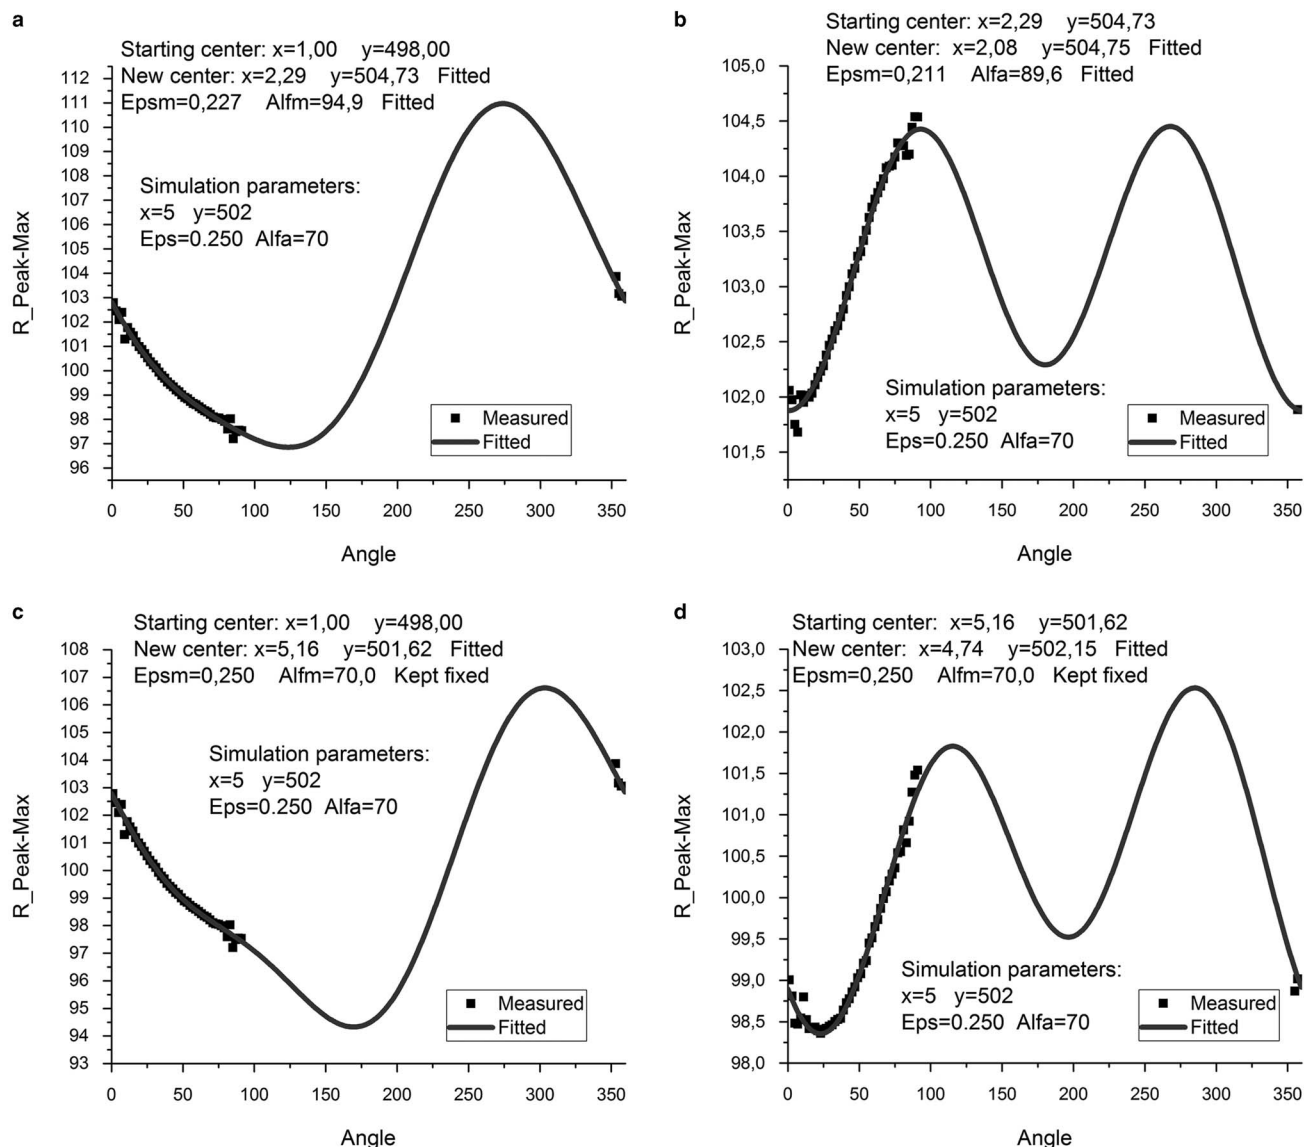 a
Starting center: x=1,00 y=498,00
New center: x=2,29 y=504,73 Fitted
Epsm=0,227 Alfm=94,9 Fitted
Simulation parameters:
x=5 y=502
Eps=0.250 Alfa=70
112
111
110
109
108
107
106
105
104
103
102
101
100
99
98
97
96
R_Peak-Max
Measured
Fitted
0 50 100 150 200 250 300 350
Angle
b
Starting center: x=2,29 y=504,73
New center: x=2,08 y=504,75 Fitted
Epsm=0,211 Alfa=89,6 Fitted
105,0
104,5
104,0
103,5
103,0
102,5
102,0
101,5
R_Peak-Max
Simulation parameters:
x=5 y=502
Eps=0.250 Alfa=70
Measured
Fitted
0 50 100 150 200 250 300 350
Angle
c
Starting center: x=1,00 y=498,00
New center: x=5,16 y=501,62 Fitted
Epsm=0,250 Alfm=70,0 Kept fixed
Simulation parameters:
x=5 y=502
Eps=0.250 Alfa=70
108
107
106
105
104
103
102
101
100
99
98
97
96
95
94
93
R_Peak-Max
Measured
Fitted
0 50 100 150 200 250 300 350
Angle
d
Starting center: x=5,16 y=501,62
New center: x=4,74 y=502,15 Fitted
Epsm=0,250 Alfm=70,0 Kept fixed
103,0
102,5
102,0
101,5
101,0
100,5
100,0
99,5
99,0
98,5
98,0
R_Peak-Max
Simulation parameters:
x=5 y=502
Eps=0.250 Alfa=70
Measured
Fitted
0 50 100 150 200 250 300 350
Angle